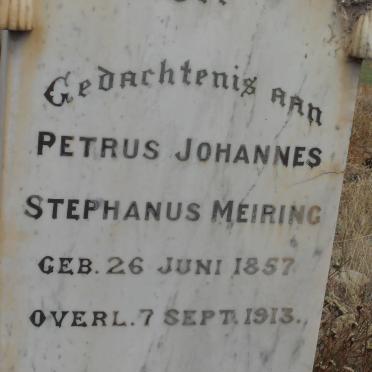 Gedachtenis aan
PETRUS JOHANNES
STEPHANUS MEIRING
GEB. 26 JUNI 1857
OVERL. 7 SEPT. 1913.